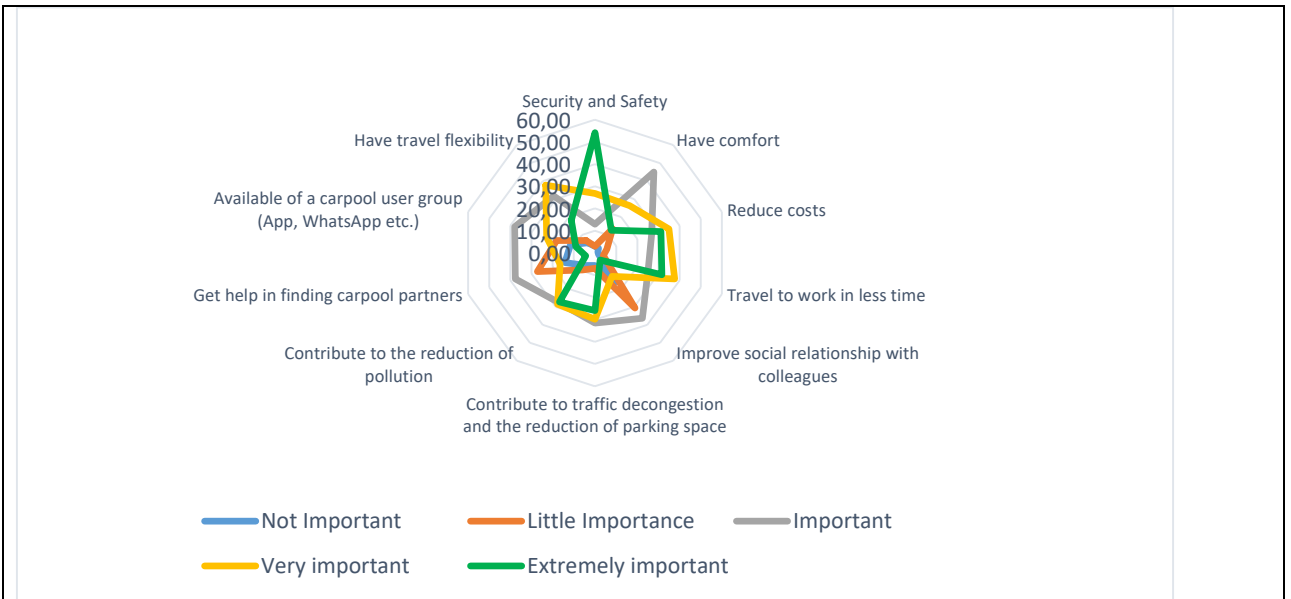 Security and Safety
60,00
50,00
40,00
30,00
20,00
10,00
0,00
Have comfort
Reduce costs
Travel to work in less time
Improve social relationship with
colleagues
Contribute to traffic decongestion
and the reduction of parking space
Contribute to the reduction of
pollution
Get help in finding carpool partners
Available of a carpool user group
(App, WhatsApp etc.)
Have travel flexibility
Not Important
Little Importance
Important
Very important
Extremely important